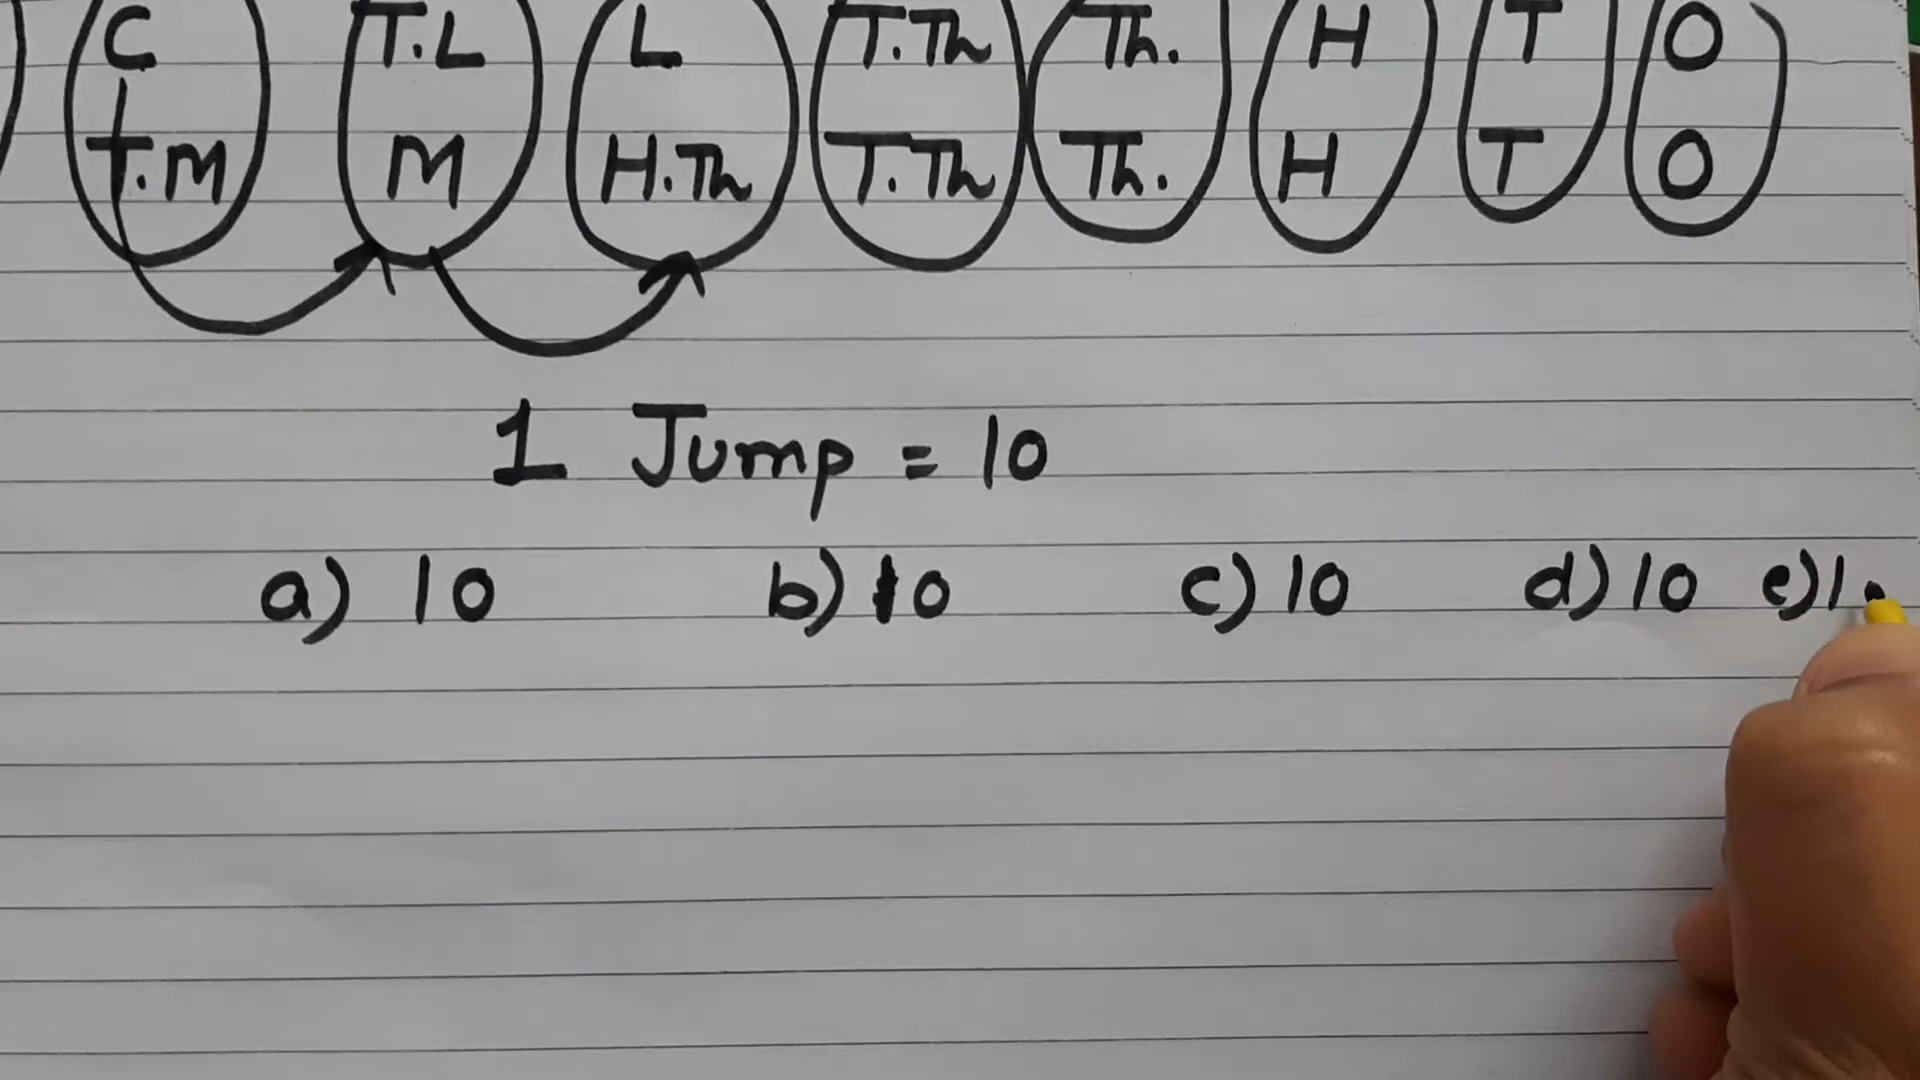 C T.L L T.Th Th. H T O
T.M M H.Th T.Th Th. H T O
1 Jump = 10
a) 10 b) 10 c) 10 d) 10 e) 1